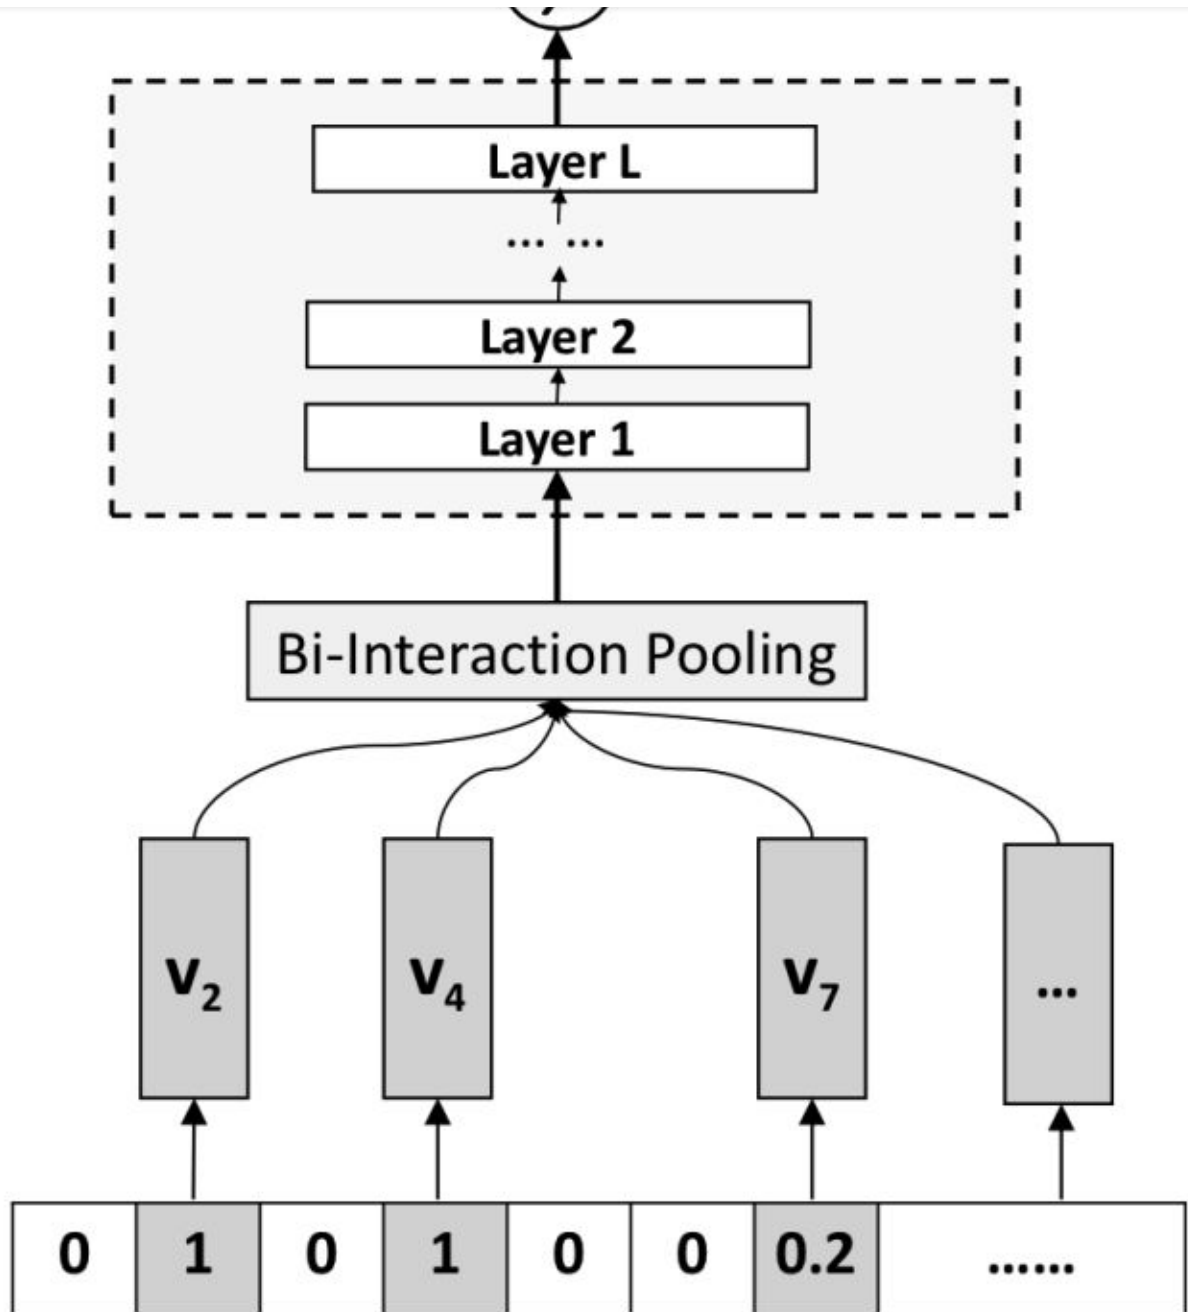 Layer L
... ...
Layer 2
Layer 1
Bi-Interaction Pooling
v₂ v₄ v₇ ...
0 1 0 1 0 0 0.2 ......